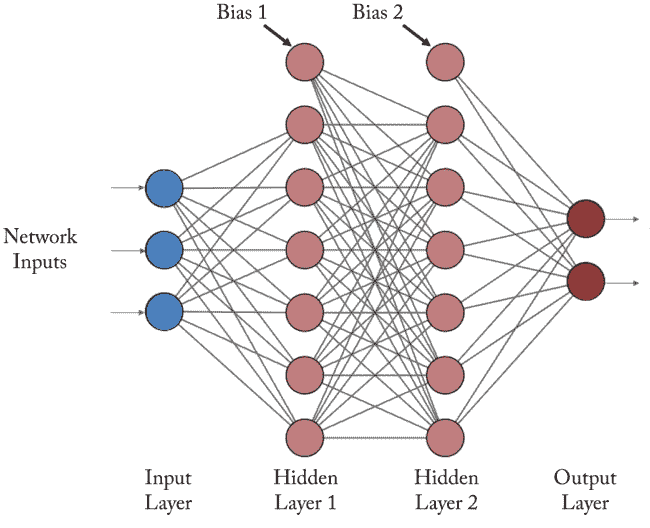 Bias 1
Bias 2
Network
Inputs
Input
Layer
Hidden
Layer 1
Hidden
Layer 2
Output
Layer